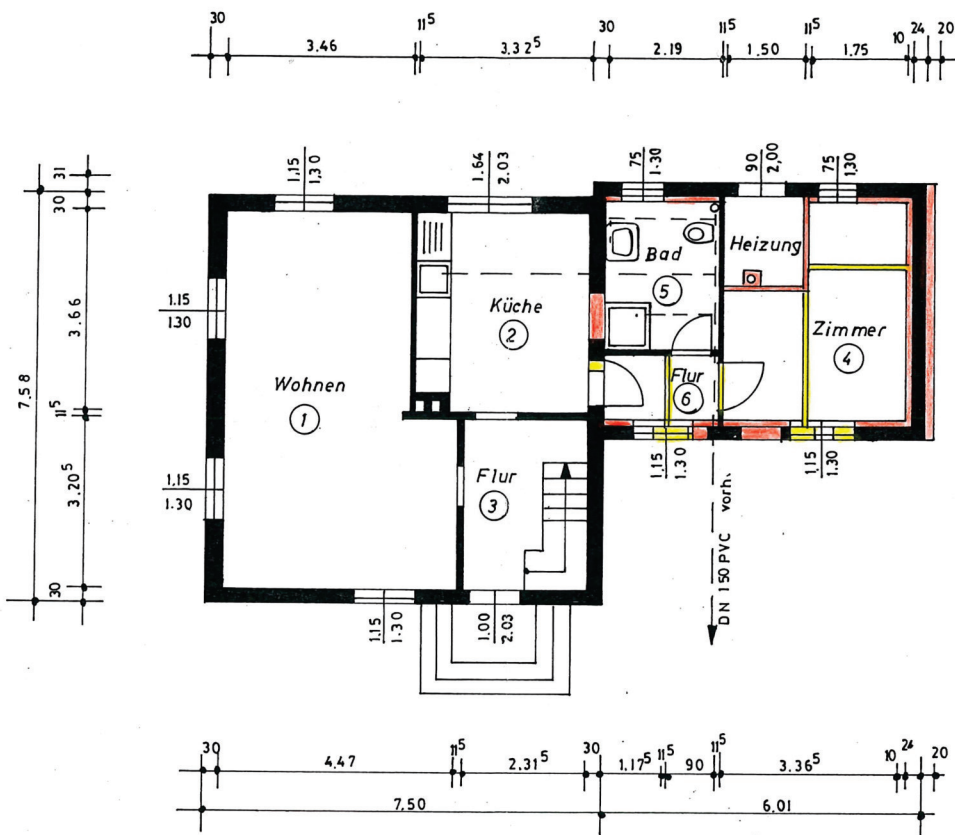 30 3.46 11⁵ 3.32⁵ 30 2.19 11⁵ 1.50 11⁵ 1.75 10 24 20
31
30
3.66
7.58
11⁵
3.20⁵
30
1,15 1,30
1.64 2.03
75 1.30
90 2,00
75 1,30
1.15
1.30
1,15
1.30
Wohnen
1
Küche
2
Flur
3
Bad
5
Heizung
Zimmer
4
Flur
6
1,15 1.30
1.00 2.03
1,15 1.30
1,15 1.30
DN 150 PVC vorh.
30 4.47 11⁵ 2.31⁵ 30 1.17⁵ 11⁵ 90 11⁵ 3.36⁵ 10 24 20
7,50 6.01